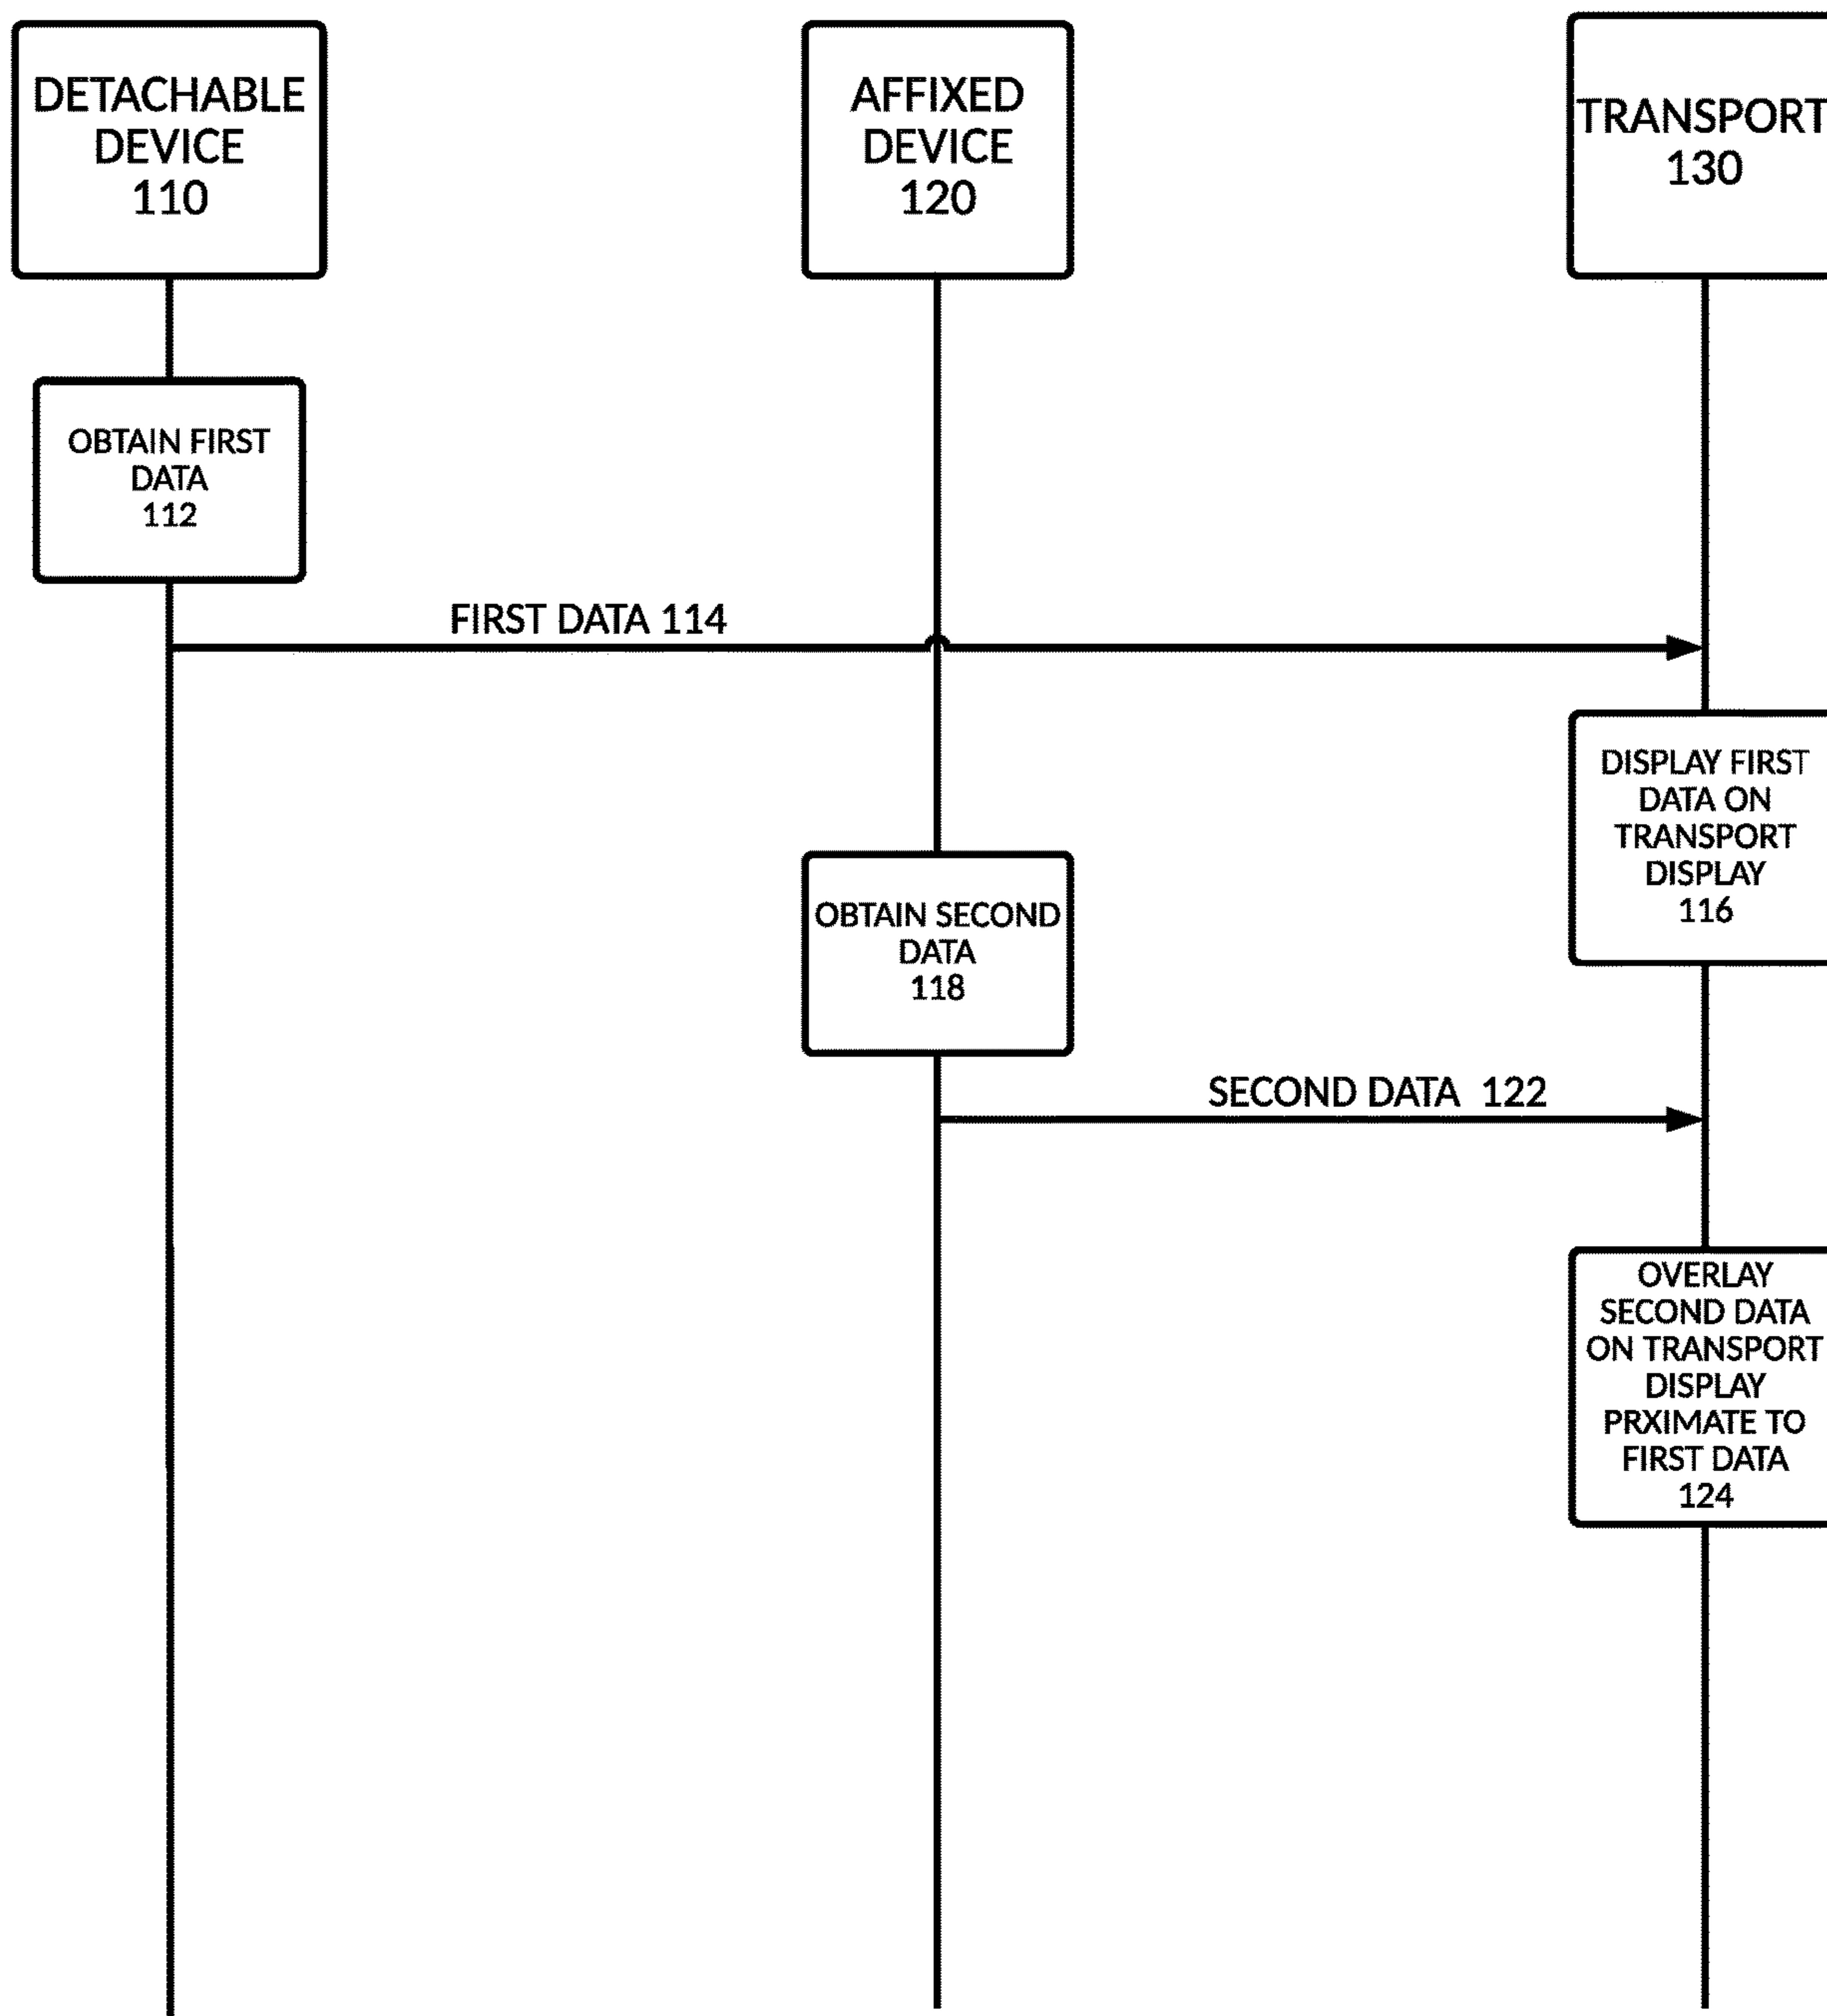 DETACHABLE
DEVICE
110
AFFIXED
DEVICE
120
TRANSPORT
130
OBTAIN FIRST
DATA
112
FIRST DATA 114
DISPLAY FIRST
DATA ON
TRANSPORT
DISPLAY
116
OBTAIN SECOND
DATA
118
SECOND DATA 122
OVERLAY
SECOND DATA
ON TRANSPORT
DISPLAY
PRXIMATE TO
FIRST DATA
124